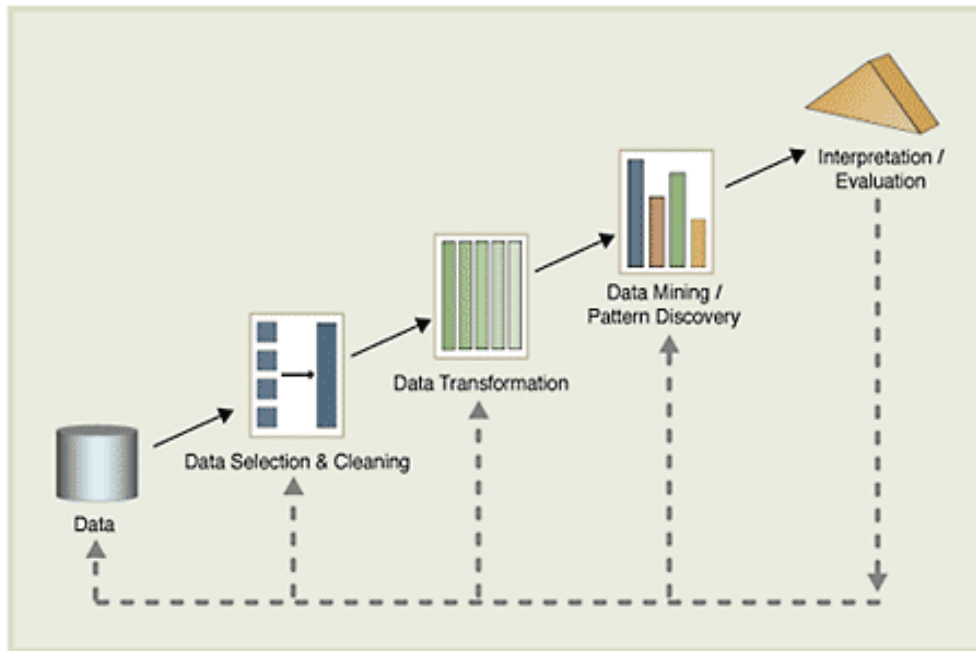 Data
Data Selection & Cleaning
Data Transformation
Data Mining /
Pattern Discovery
Interpretation /
Evaluation